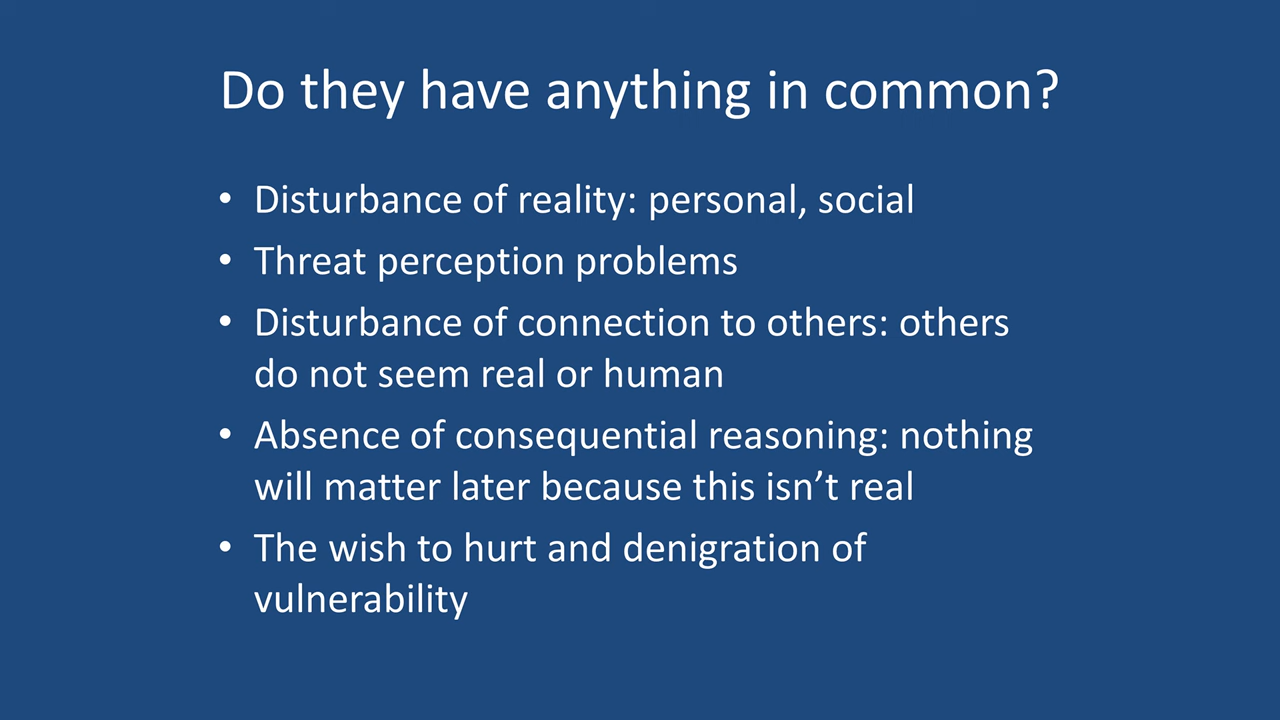 Do they have anything in common?
• Disturbance of reality: personal, social
• Threat perception problems
• Disturbance of connection to others: others
do not seem real or human
• Absence of consequential reasoning: nothing
will matter later because this isn’t real
• The wish to hurt and denigration of
vulnerability